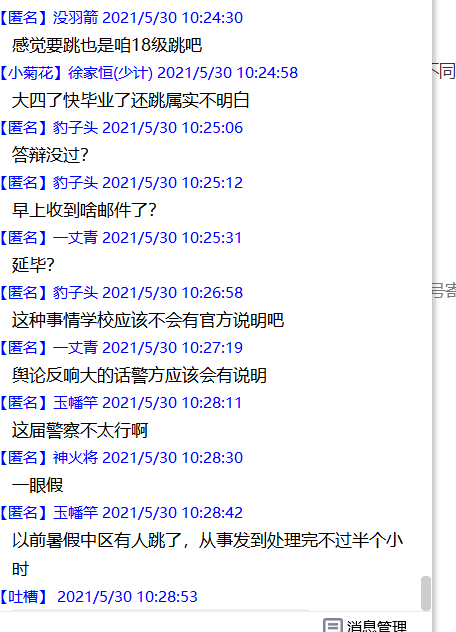 【匿名】没羽箭 2021/5/30 10:24:30
感觉要跳也是咱18级跳吧
【小菊花】徐家恒(少计) 2021/5/30 10:24:58
大四了快毕业了还跳属实不明白
【匿名】豹子头 2021/5/30 10:25:06
答辩没过？
【匿名】豹子头 2021/5/30 10:25:12
早上收到啥邮件了？
【匿名】一丈青 2021/5/30 10:25:31
延毕？
【匿名】豹子头 2021/5/30 10:26:58
这种事情学校应该不会有官方说明吧
【匿名】一丈青 2021/5/30 10:27:19
舆论反响大的话警方应该会有说明
【匿名】玉幡竿 2021/5/30 10:28:11
这届警察不太行啊
【匿名】神火将 2021/5/30 10:28:30
一眼假
【匿名】玉幡竿 2021/5/30 10:28:42
以前暑假中区有人跳了，从事发到处理完不过半个小
时
【吐槽】 2021/5/30 10:28:53
消息管理
不同
号寄